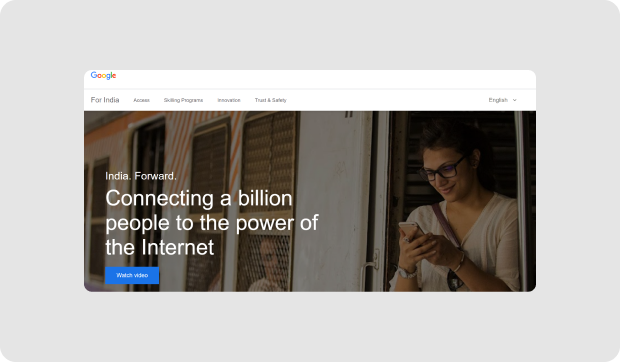 Google
For India
Access
Skilling Programs
Innovation
Trust & Safety
English
India. Forward.
Connecting a billion
people to the power of
the Internet
Watch video